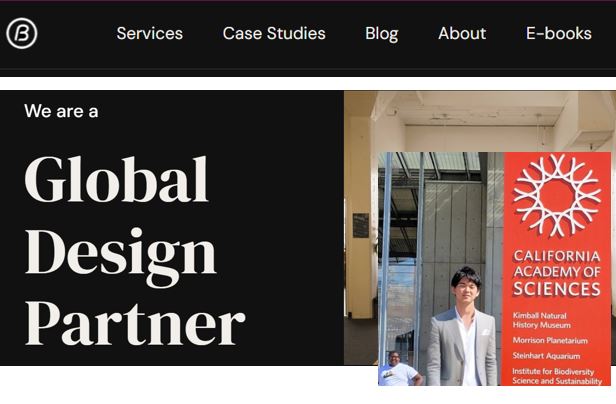 Services Case Studies Blog About E-books
We are a
Global
Design
Partner
CALIFORNIA
ACADEMY OF
SCIENCES
Kimball Natural
History Museum
Morrison Planetarium
Steinhart Aquarium
Institute for Biodiversity
Science and Sustainability